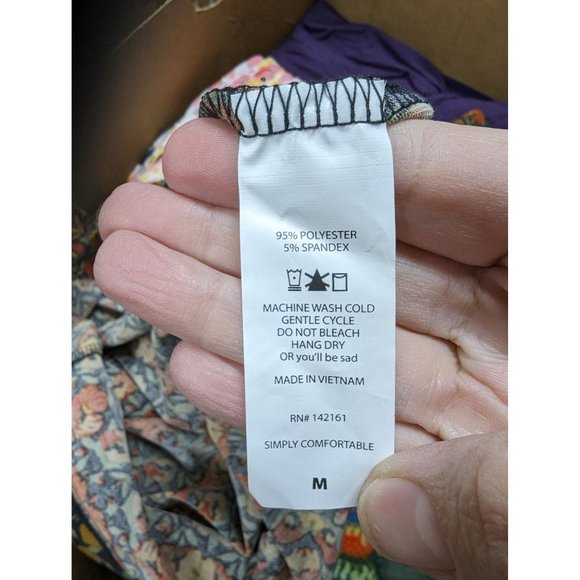 95% POLYESTER
5% SPANDEX
MACHINE WASH COLD
GENTLE CYCLE
DO NOT BLEACH
HANG DRY
OR you'll be sad
MADE IN VIETNAM
RN# 142161
SIMPLY COMFORTABLE
M